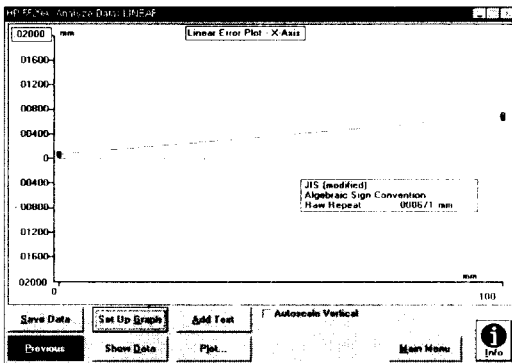 HP 5529A Analyze Data: LINEAR
Linear Error Plot - X-Axis
02000 mm
01600
01200
00800
00400
0
00400
00800
01200
01600
02000
JIS (modified)
Algebraic Sign Convention
Raw Repeat 000671 mm
mm
0 100
Save Data Set Up Graph Add Text Autoscale Vertical
Previous Show Data Plot... Main Menu Info